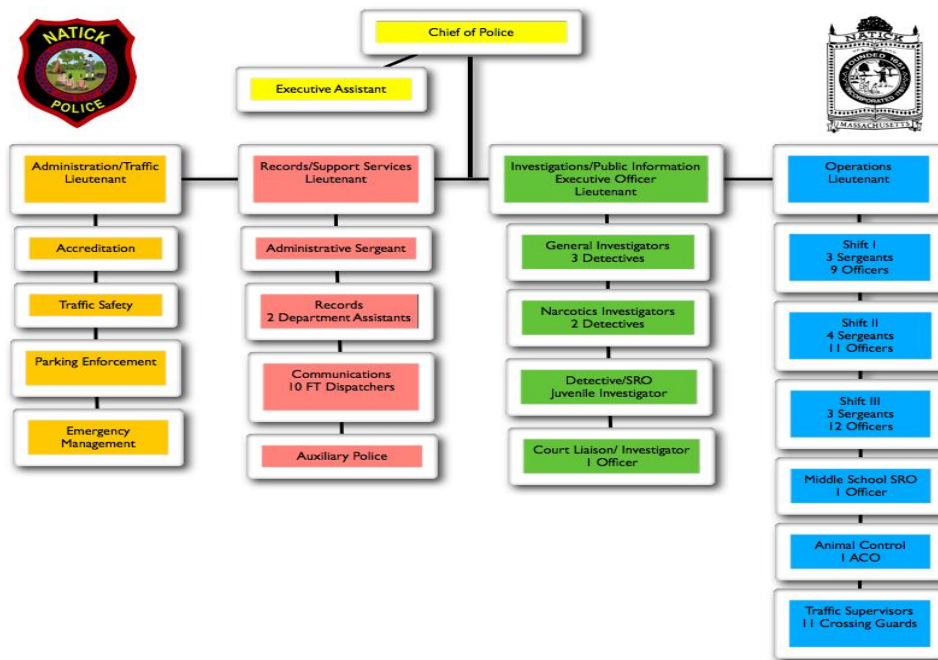 NATICK
POLICE
Chief of Police
Executive Assistant
NATICK
FOUNDED 1651
INCORPORATED 1781
MASSACHUSETTS
Administration/Traffic
Lieutenant
Accreditation
Traffic Safety
Parking Enforcement
Emergency
Management
Records/Support Services
Lieutenant
Administrative Sergeant
Records
2 Department Assistants
Communications
10 FT Dispatchers
Auxiliary Police
Investigations/Public Information
Executive Officer
Lieutenant
General Investigators
3 Detectives
Narcotics Investigators
2 Detectives
Detective/SRO
Juvenile Investigator
Court Liaison/ Investigator
1 Officer
Operations
Lieutenant
Shift I
3 Sergeants
9 Officers
Shift II
4 Sergeants
11 Officers
Shift III
3 Sergeants
12 Officers
Middle School SRO
1 Officer
Animal Control
1 ACO
Traffic Supervisors
11 Crossing Guards